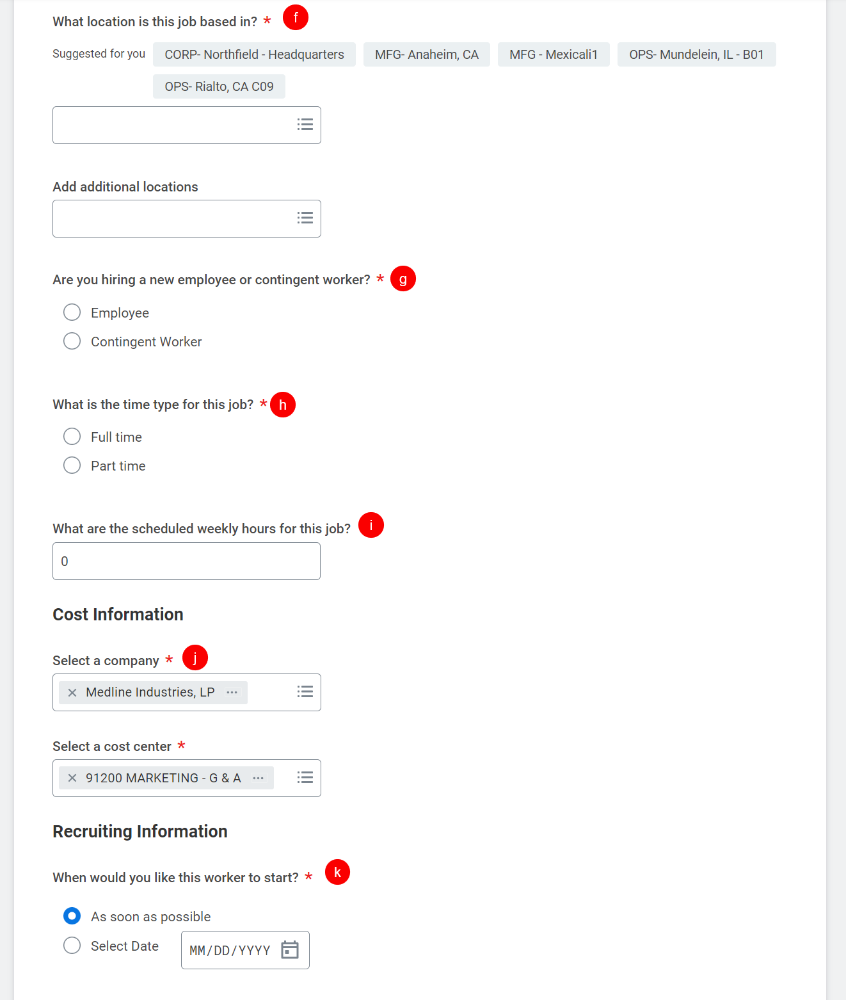 What location is this job based in? * f
Suggested for you CORP- Northfield - Headquarters MFG- Anaheim, CA MFG - Mexicali1 OPS- Mundelein, IL - B01
OPS- Rialto, CA C09
Add additional locations
Are you hiring a new employee or contingent worker? * g
Employee
Contingent Worker
What is the time type for this job? * h
Full time
Part time
What are the scheduled weekly hours for this job? i
0
Cost Information
Select a company * j
× Medline Industries, LP ...
Select a cost center *
× 91200 MARKETING - G & A ...
Recruiting Information
When would you like this worker to start? * k
As soon as possible
Select Date MM/DD/YYYY